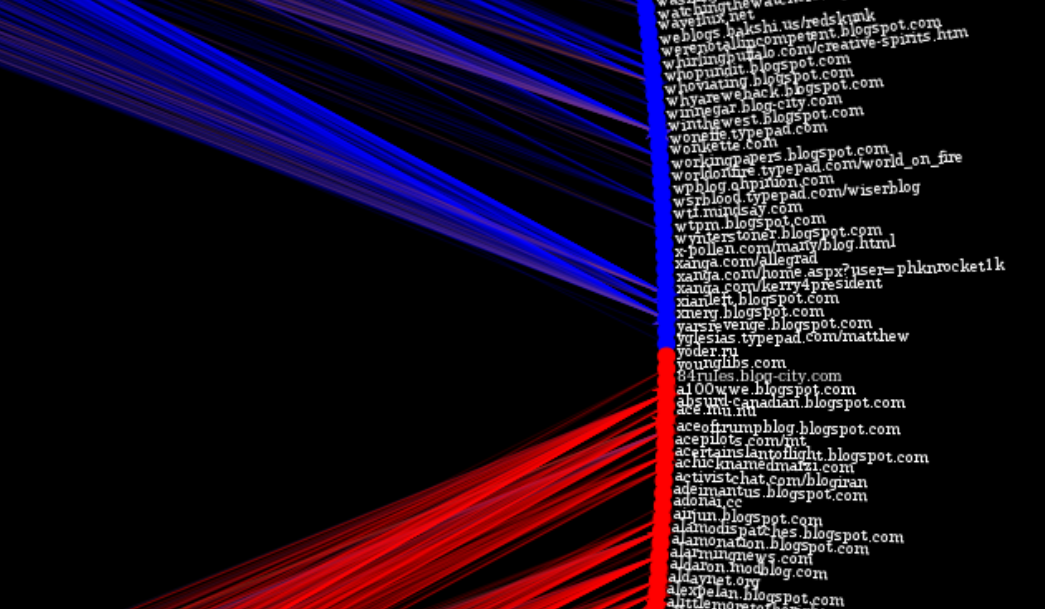 wayeflux.net
weblogs.bakshi.us/redskunk
werenotallincompetent.blogspot.com
whirlingbuffalo.com/creative-spirits.htm
whopundit.blogspot.com
whoviating.blogspot.com
whyareweback.blogspot.com
winnegar.blog-city.com
winthewest.blogspot.com
wonelle.typepad.com
wonkette.com
workingpapers.blogspot.com
worldonfire.typepad.com/world_on_fire
wpblog.ohpinion.com
wsrblood.typepad.com/wiserblog
wtf.mindsay.com
wtpm.blogspot.com
wynterstoner.blogspot.com
x-pollen.com/many/blog.html
xanga.com/allegrad
xanga.com/home.aspx?user=phknrocket1k
xanga.com/kerry4president
xianleft.blogspot.com
xnerg.blogspot.com
yarsrevenge.blogspot.com
yglesias.typepad.com/matthew
yoder.ru
younglibs.com
84rules.blog-city.com
a100wwe.blogspot.com
absurd-canadian.blogspot.com
ace.mu.nu
aceoftrumpblog.blogspot.com
acepilots.com/mt
acertainslantoflight.blogspot.com
achicknamedmarzi.com
activistchat.com/blogiran
adeimantus.blogspot.com
adonai.cc
airjun.blogspot.com
alamodispatches.blogspot.com
alamonation.blogspot.com
alarmingnews.com
aldaron.modblog.com
aldaynet.org
alexpelan.blogspot.com